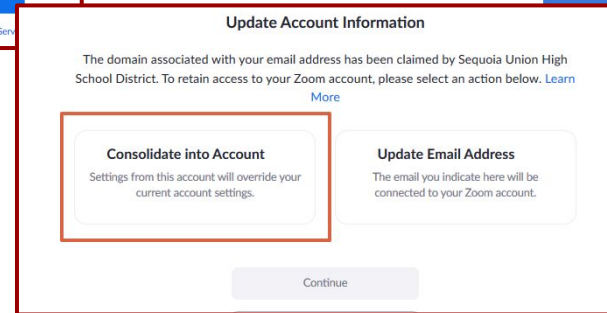 Serv
Update Account Information
The domain associated with your email address has been claimed by Sequoia Union High
School District. To retain access to your Zoom account, please select an action below. Learn
More
Consolidate into Account
Settings from this account will override your
current account settings.
Update Email Address
The email you indicate here will be
connected to your Zoom account.
Continue